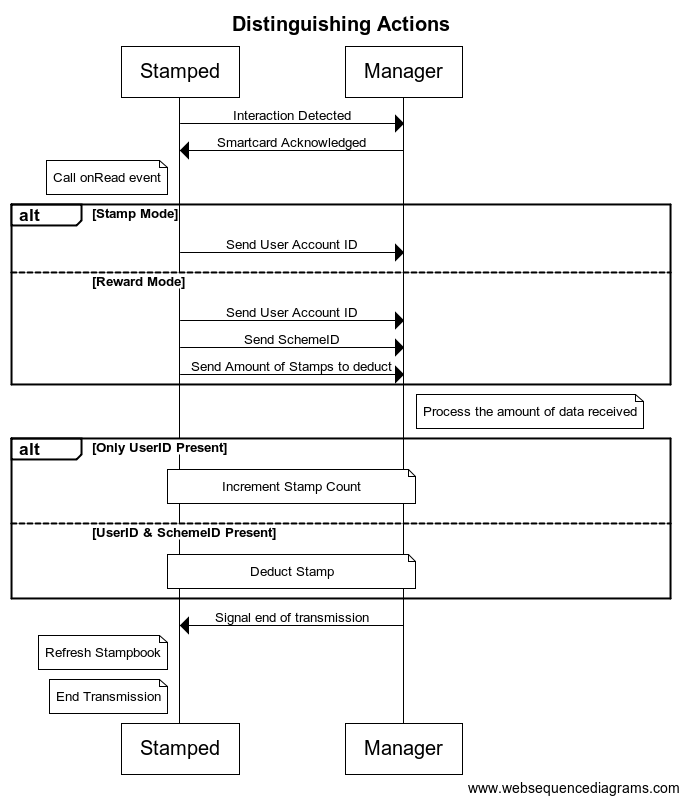 Distinguishing Actions
Stamped
Manager
Interaction Detected
Smartcard Acknowledged
Call onRead event
alt
[Stamp Mode]
Send User Account ID
[Reward Mode]
Send User Account ID
Send SchemeID
Send Amount of Stamps to deduct
Process the amount of data received
alt
[Only UserID Present]
Increment Stamp Count
[UserID & SchemeID Present]
Deduct Stamp
Signal end of transmission
Refresh Stampbook
End Transmission
Stamped
Manager
www.websequencediagrams.com